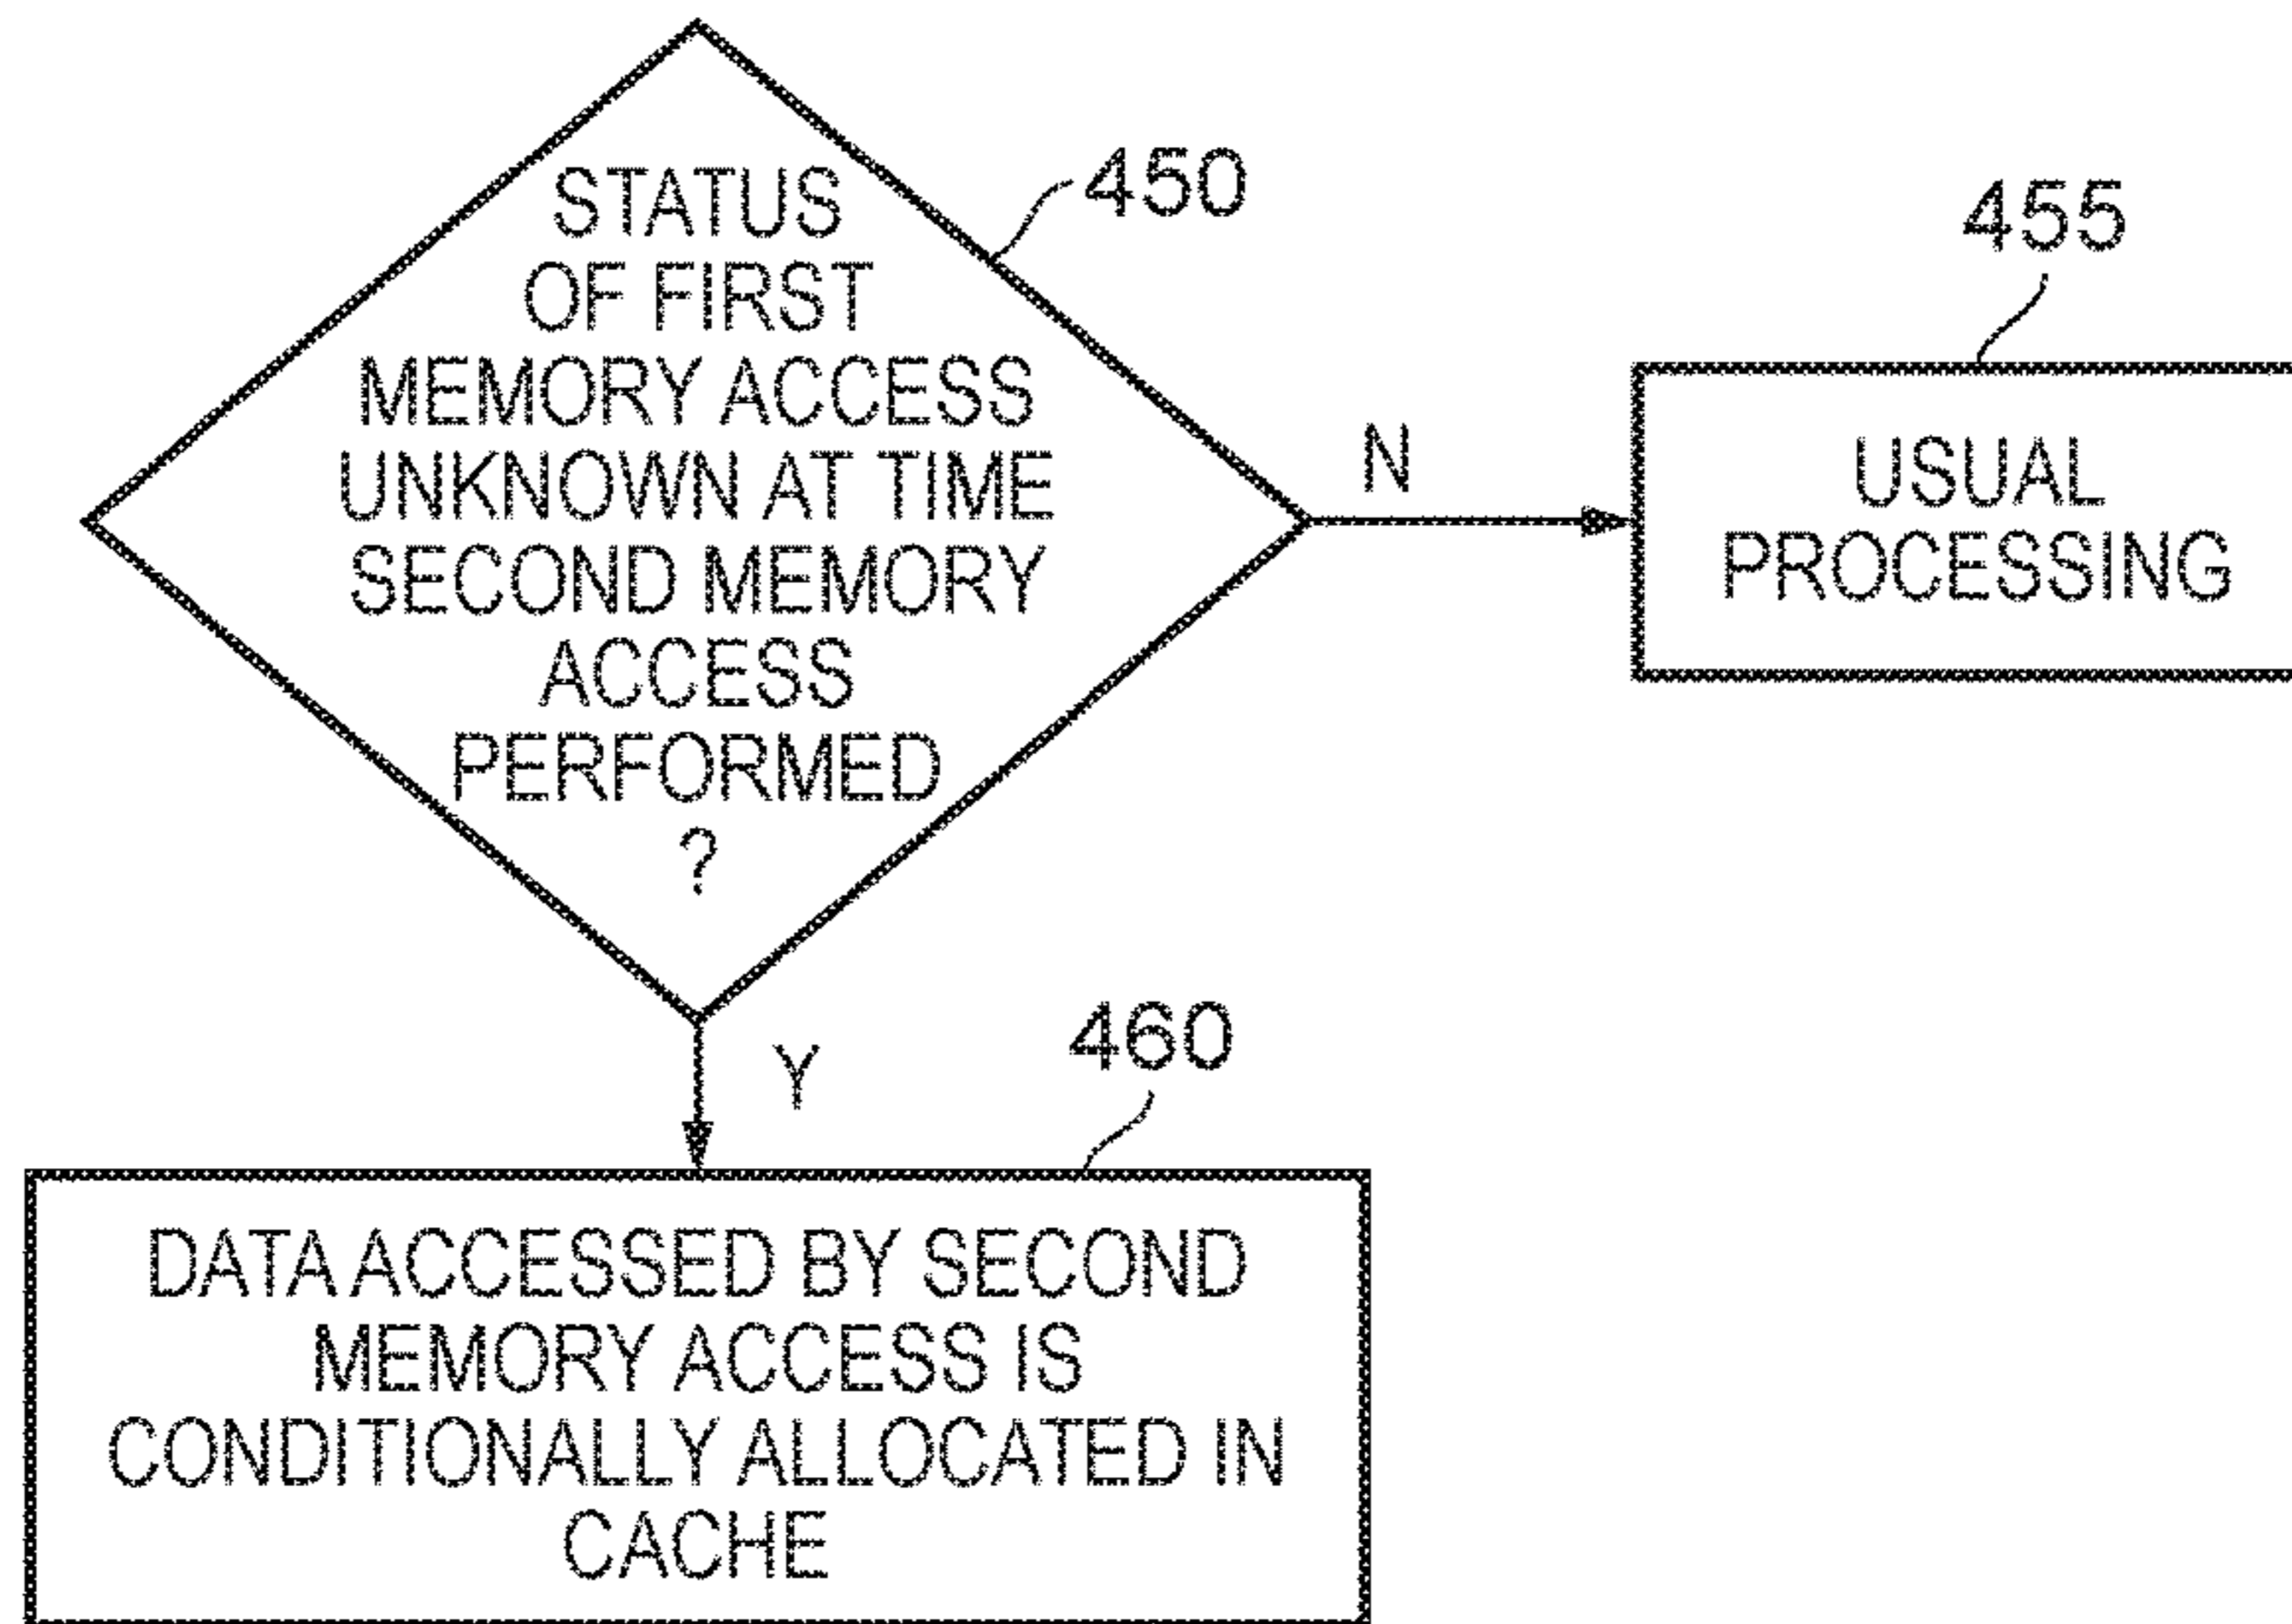 STATUS
OF FIRST
MEMORY ACCESS
UNKNOWN AT TIME
SECOND MEMORY
ACCESS
PERFORMED
?
450
N
455
USUAL
PROCESSING
Y
460
DATA ACCESSED BY SECOND
MEMORY ACCESS IS
CONDITIONALLY ALLOCATED IN
CACHE